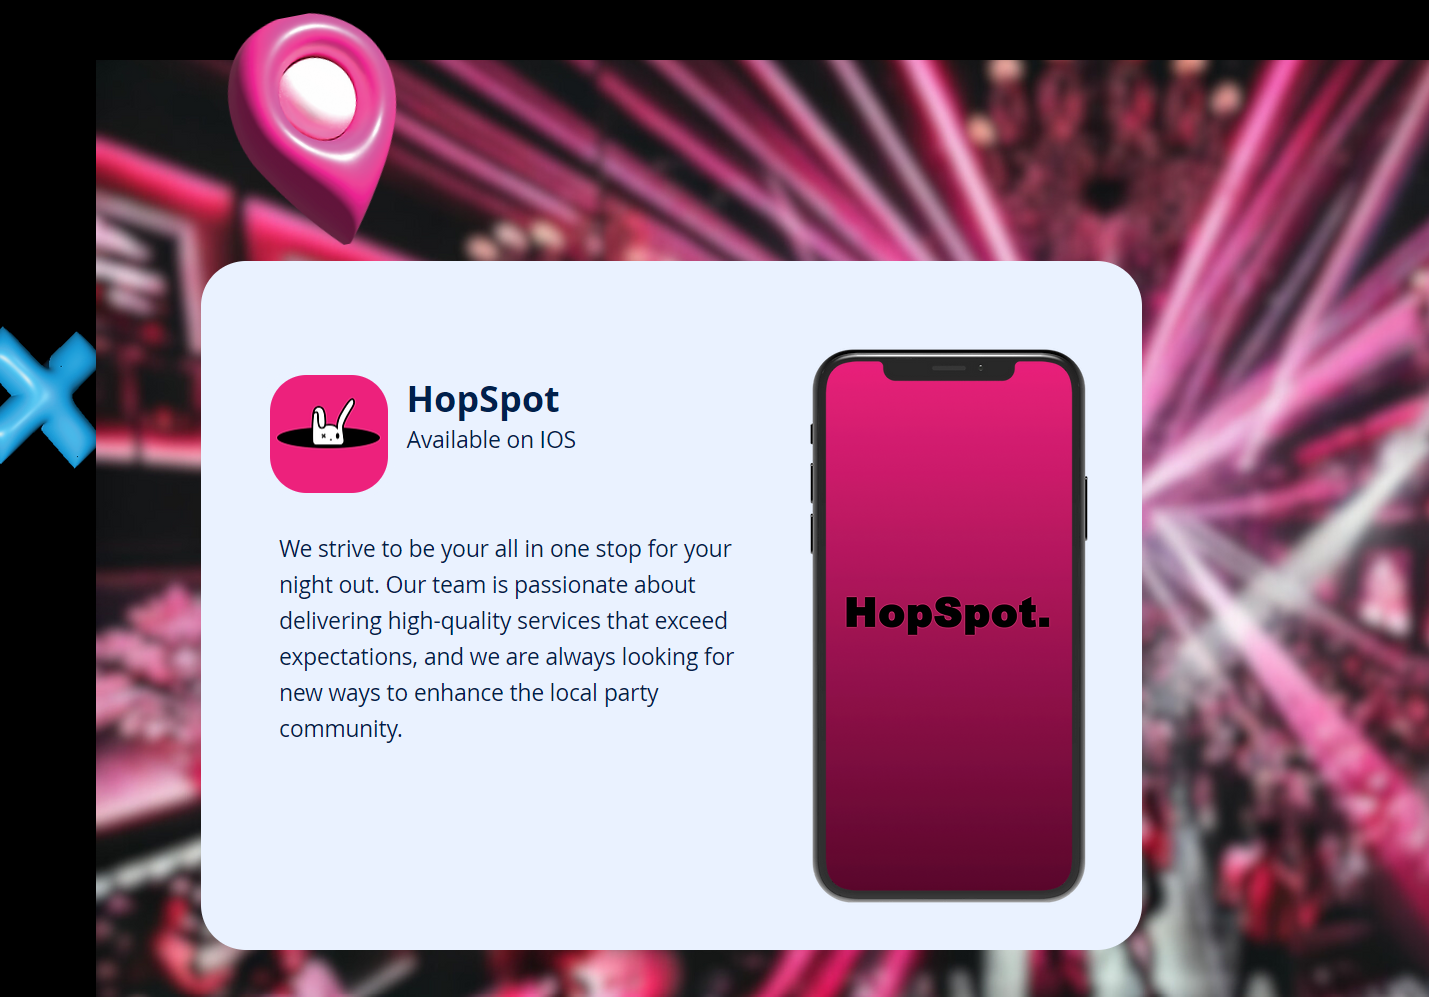 HopSpot
Available on IOS
We strive to be your all in one stop for your
night out. Our team is passionate about
delivering high-quality services that exceed
expectations, and we are always looking for
new ways to enhance the local party
community.
HopSpot.